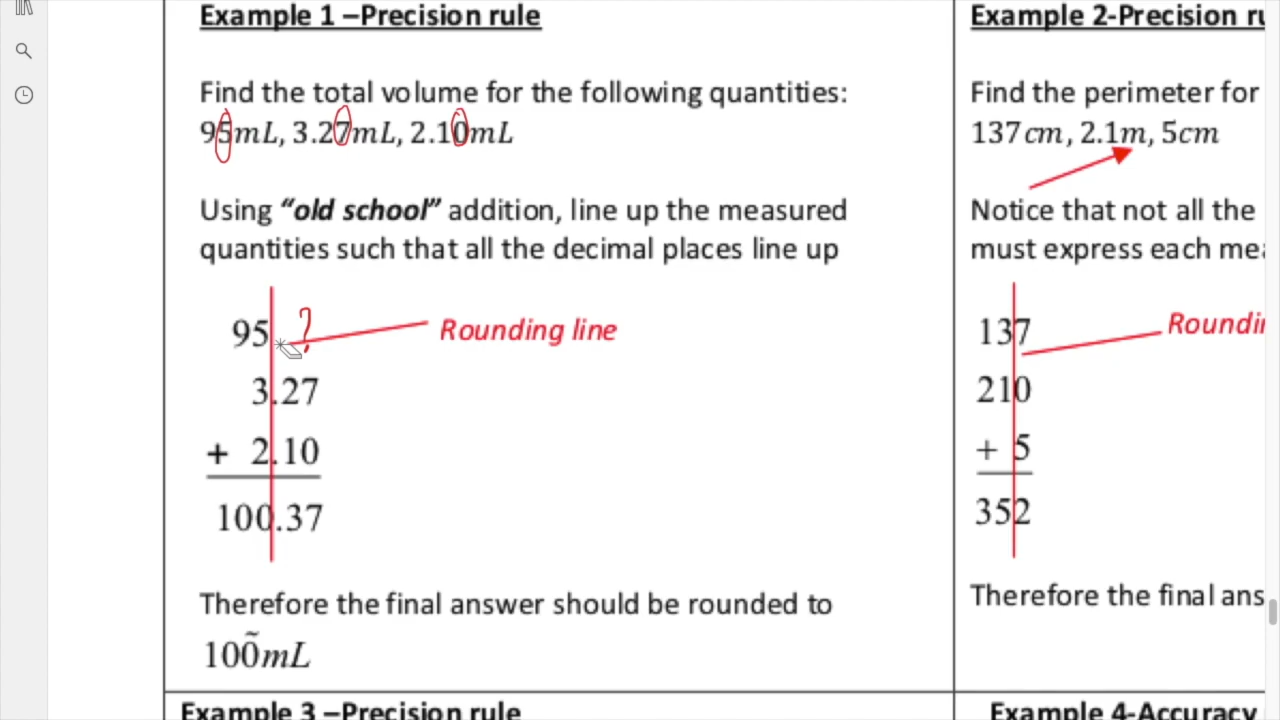 Example 1 –Precision rule
Find the total volume for the following quantities:
95mL, 3.27mL, 2.10mL
Using “old school” addition, line up the measured
quantities such that all the decimal places line up
95 ?
Rounding line
3.27
+ 2.10
100.37
Therefore the final answer should be rounded to
100̃mL
Example 3 –Precision rule
Example 2-Precision ru
Find the perimeter for
137cm, 2.1m, 5cm
Notice that not all the
must express each mea
137
Roundin
210
+ 5
352
Therefore the final ans
Example 4-Accuracy